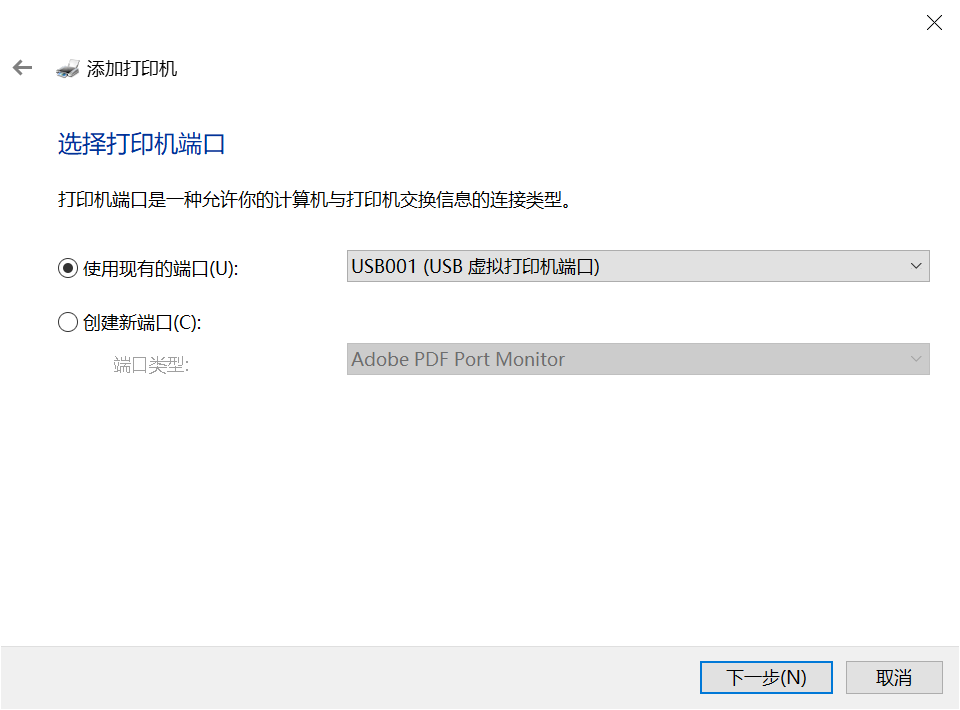 添加打印机
选择打印机端口
打印机端口是一种允许你的计算机与打印机交换信息的连接类型。
使用现有的端口(U): USB001 (USB 虚拟打印机端口)
创建新端口(C):
端口类型: Adobe PDF Port Monitor
下一步(N) 取消